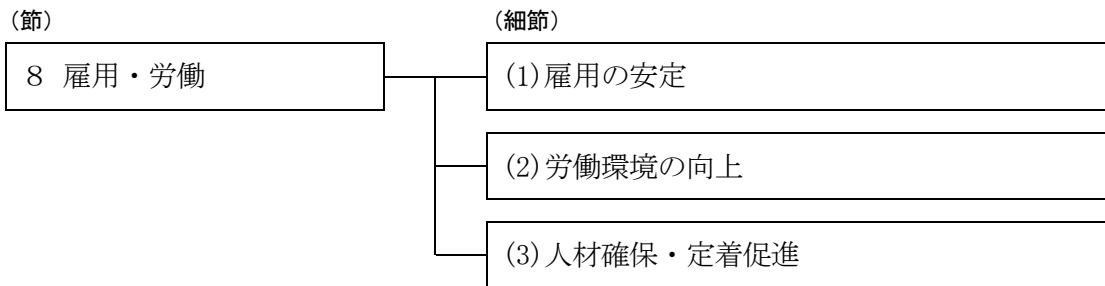 （節）
（細節）
８ 雇用・労働
(1)雇用の安定
(2)労働環境の向上
(3)人材確保・定着促進